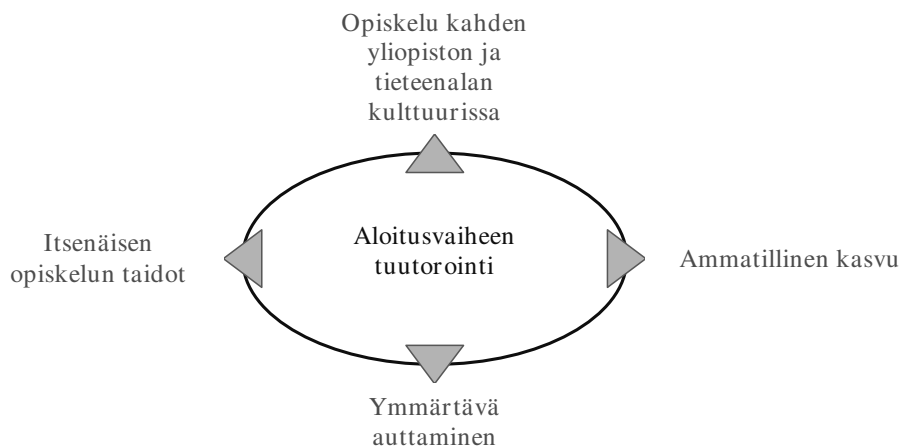 Opiskelu kahden
yliopiston ja
tieteenalan
kulttuurissa
Itsenäisen
opiskelun taidot
Aloitusvaiheen
tuutorointi
Ammatillinen kasvu
Ymmärtävä
auttaminen